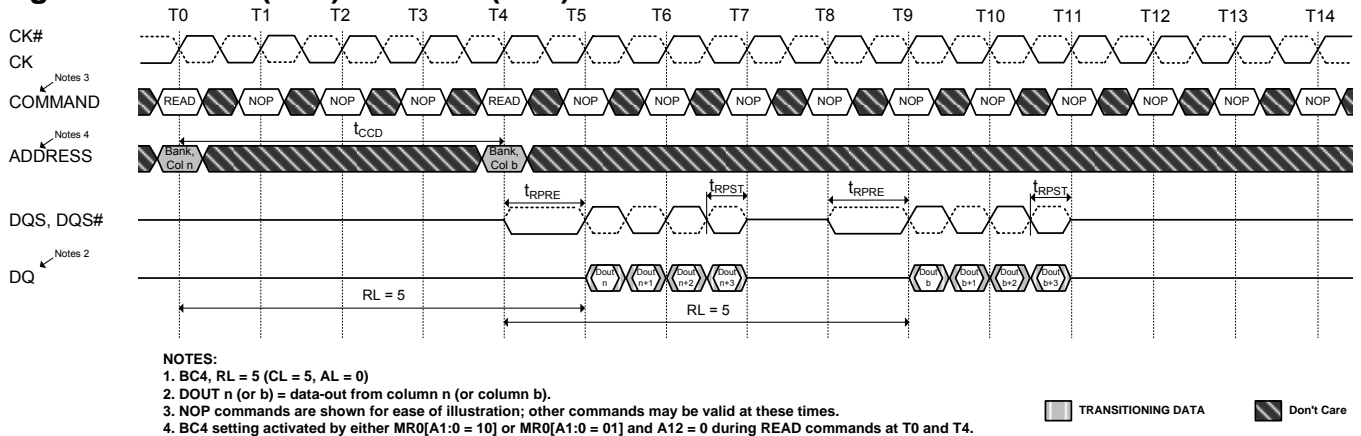 T0 T1 T2 T3 T4 T5 T6 T7 T8 T9 T10 T11 T12 T13 T14
CK#
CK
Notes 3
COMMAND READ NOP NOP NOP READ NOP NOP NOP NOP NOP NOP NOP NOP NOP NOP
tCCD
Notes 4
ADDRESS Bank, Col n Bank, Col b
tRPRE tRPST tRPRE tRPST
DQS, DQS#
Notes 2
DQ Dout n Dout n+1 Dout n+2 Dout n+3 Dout b Dout b+1 Dout b+2 Dout b+3
RL = 5 RL = 5
NOTES:
1. BC4, RL = 5 (CL = 5, AL = 0)
2. DOUT n (or b) = data-out from column n (or column b).
3. NOP commands are shown for ease of illustration; other commands may be valid at these times.
4. BC4 setting activated by either MR0[A1:0 = 10] or MR0[A1:0 = 01] and A12 = 0 during READ commands at T0 and T4.
TRANSITIONING DATA Don't Care